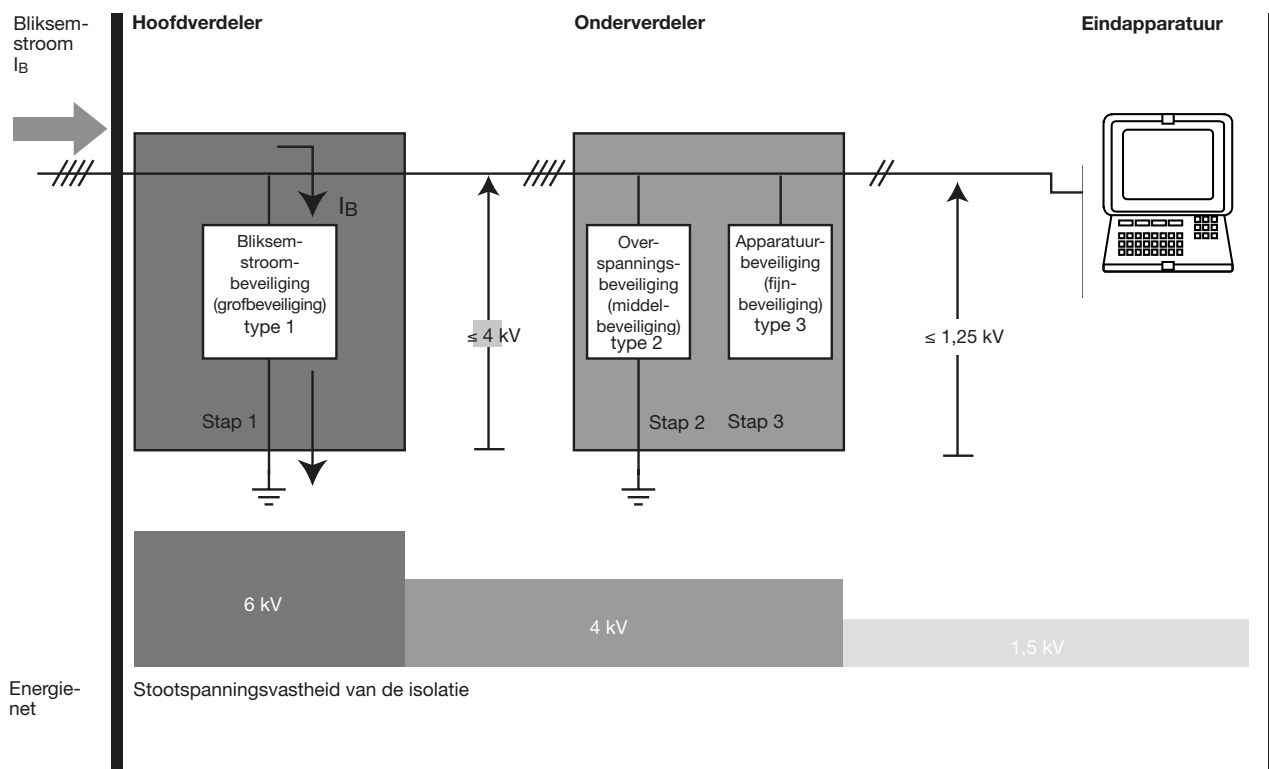 Bliksem-
stroom
IB
Hoofdverdeler
Onderverdeler
Eindapparatuur
IB
Bliksem-
stroom-
beveiliging
(grofbeveiliging)
type 1
Stap 1
≤ 4 kV
Over-
spannings-
beveiliging
(middel-
beveiliging)
type 2
Apparatuur-
beveiliging
(fijn-
beveiliging)
type 3
Stap 2
Stap 3
≤ 1,25 kV
6 kV
4 kV
1,5 kV
Energie-
net
Stootspanningsvastheid van de isolatie